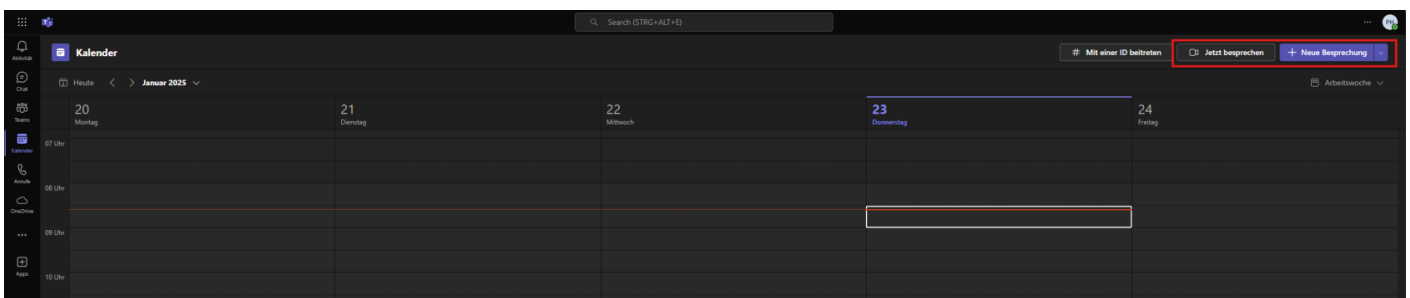 Search (STRG+ALT+E)
PH
Aktivität
Kalender
Mit einer ID beitreten
Jetzt besprechen
Neue Besprechung
Chat
Heute
Januar 2025
Arbeitswoche
Teams
20
Montag
21
Dienstag
22
Mittwoch
23
Donnerstag
24
Freitag
Kalender
07 Uhr
Anrufe
08 Uhr
OneDrive
09 Uhr
Apps
10 Uhr